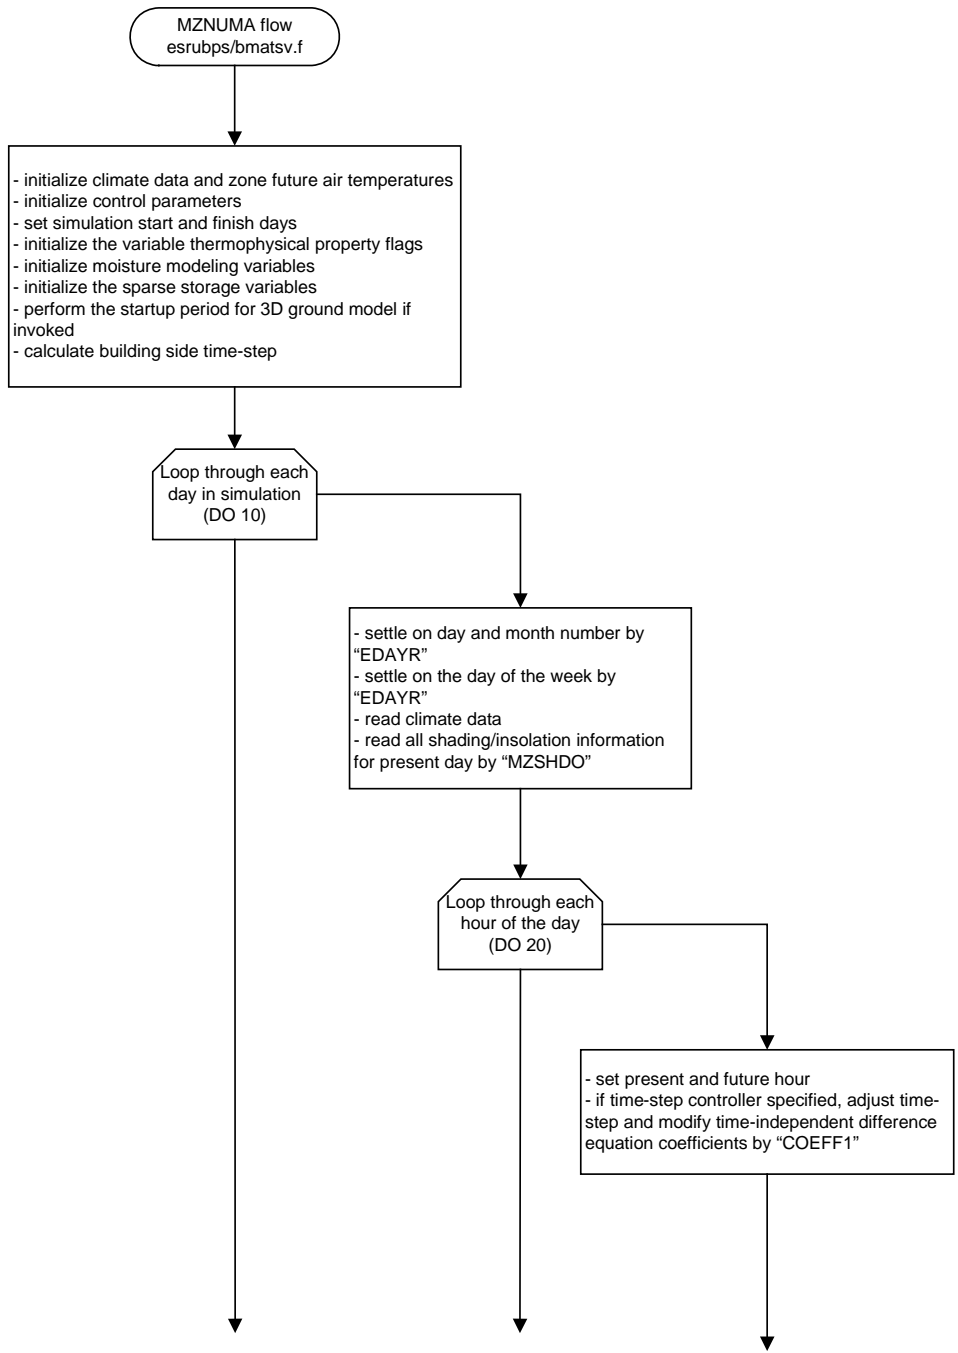 MZNUMA flow
esrubps/bmatsv.f
- initialize climate data and zone future air temperatures
- initialize control parameters
- set simulation start and finish days
- initialize the variable thermophysical property flags
- initialize moisture modeling variables
- initialize the sparse storage variables
- perform the startup period for 3D ground model if
invoked
- calculate building side time-step
Loop through each
day in simulation
(DO 10)
- settle on day and month number by
“EDAYR”
- settle on the day of the week by
“EDAYR”
- read climate data
- read all shading/insolation information
for present day by “MZSHDO”
Loop through each
hour of the day
(DO 20)
- set present and future hour
- if time-step controller specified, adjust time-
step and modify time-independent difference
equation coefficients by “COEFF1”